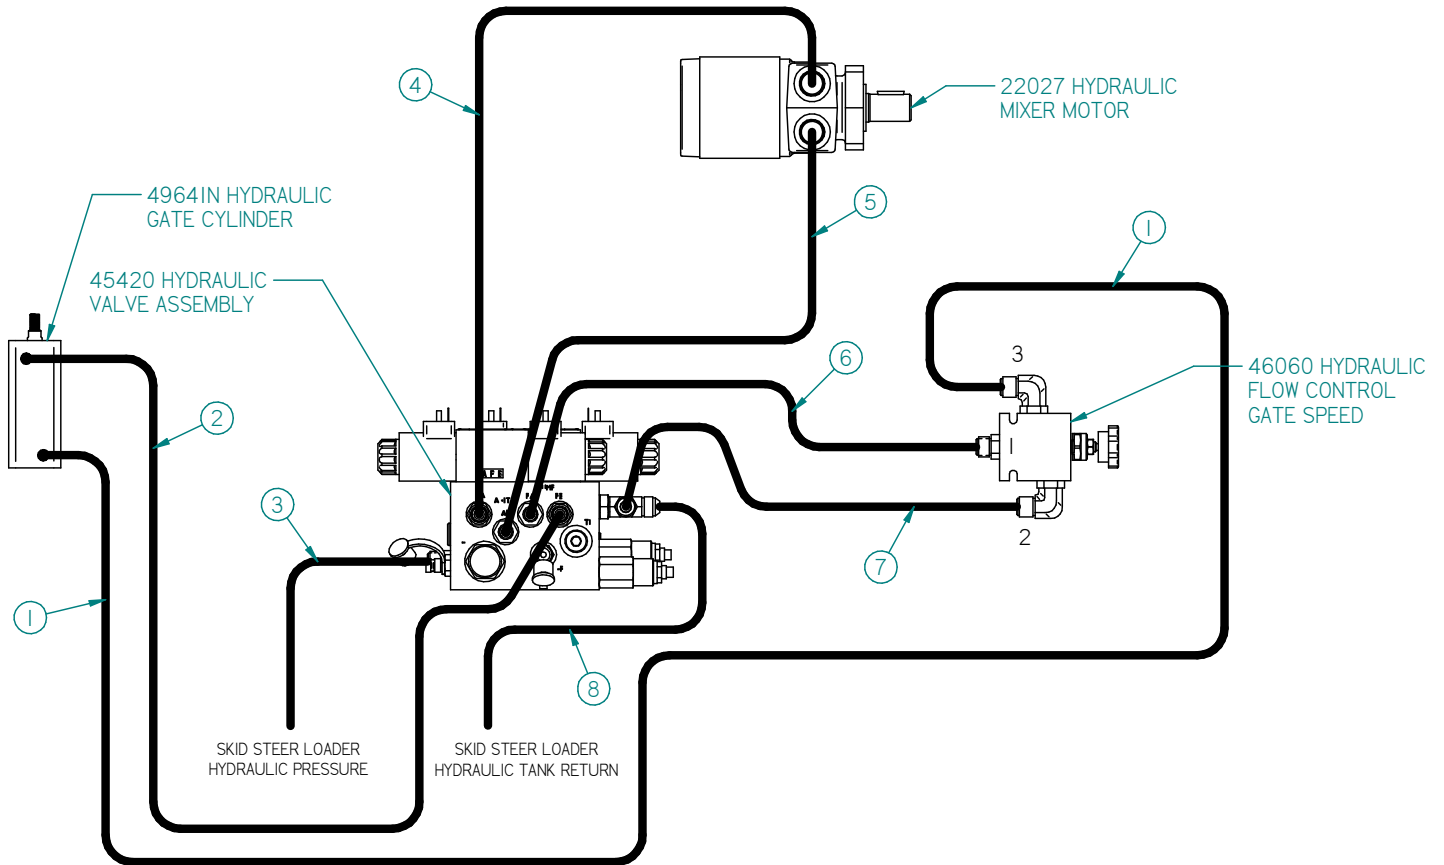 4
22027 HYDRAULIC
MIXER MOTOR
4964IN HYDRAULIC
GATE CYLINDER
5
1
45420 HYDRAULIC
VALVE ASSEMBLY
3
6
46060 HYDRAULIC
FLOW CONTROL
GATE SPEED
2
3
2
7
1
8
SKID STEER LOADER
HYDRAULIC PRESSURE
SKID STEER LOADER
HYDRAULIC TANK RETURN